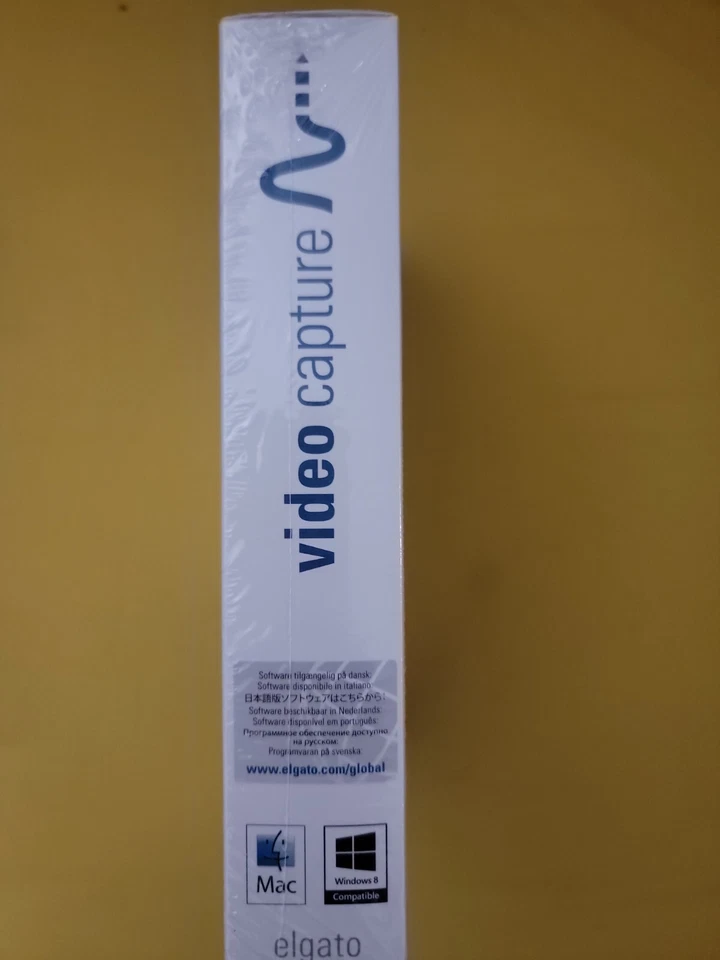 video capture
Software tilgængelig på dansk:
Software disponibile in italiano:
日本語版ソフトウェアはこちらから!
Software beschikbaar in Nederlands:
Software disponível em português:
Программное обеспечение доступно
на русском:
Programvaran på svenska:
www.elgato.com/global
Mac
Windows 8
Compatible
elgato